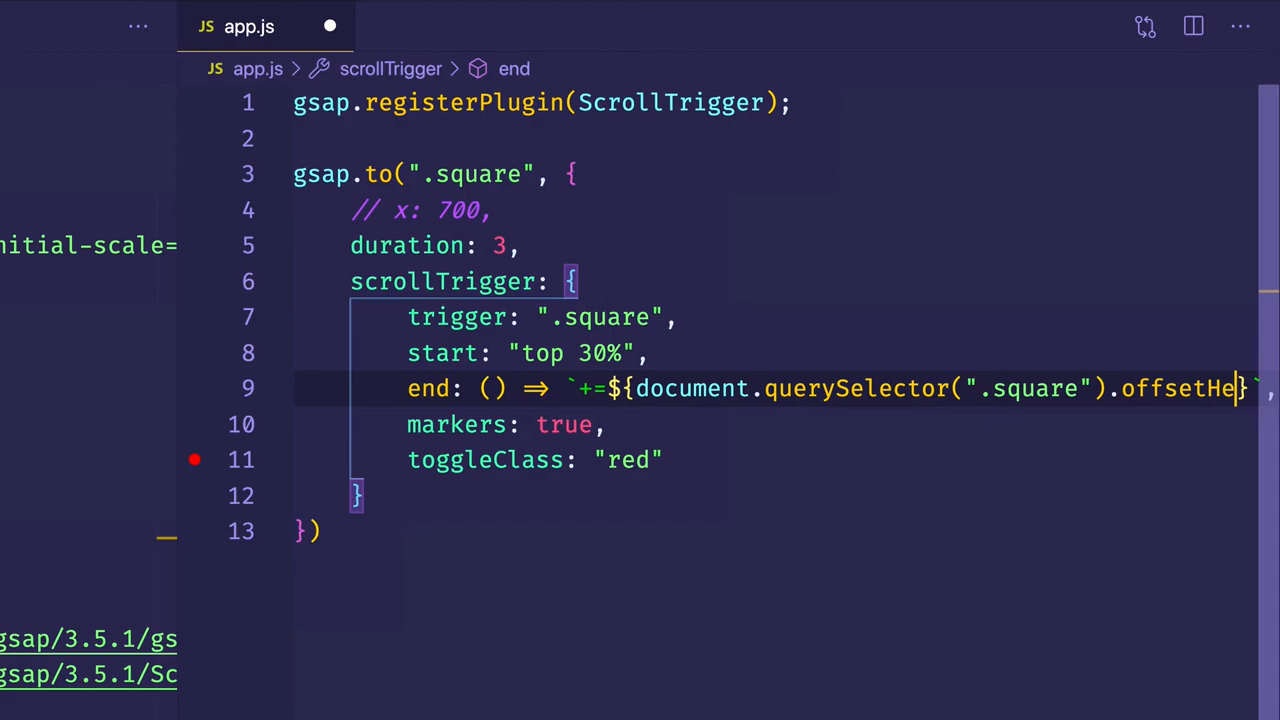 ··· JS app.js ● ···
JS app.js > scrollTrigger > end
1 gsap.registerPlugin(ScrollTrigger);
2
3 gsap.to(".square", {
4 // x: 700,
nitial-scale= 5 duration: 3,
6 scrollTrigger: {
7 trigger: ".square",
8 start: "top 30%",
9 end: () => `+=${document.querySelector(".square").offsetHe}`,
10 markers: true,
11 toggleClass: "red"
12 }
13 })
gsap/3.5.1/gs
gsap/3.5.1/Sc